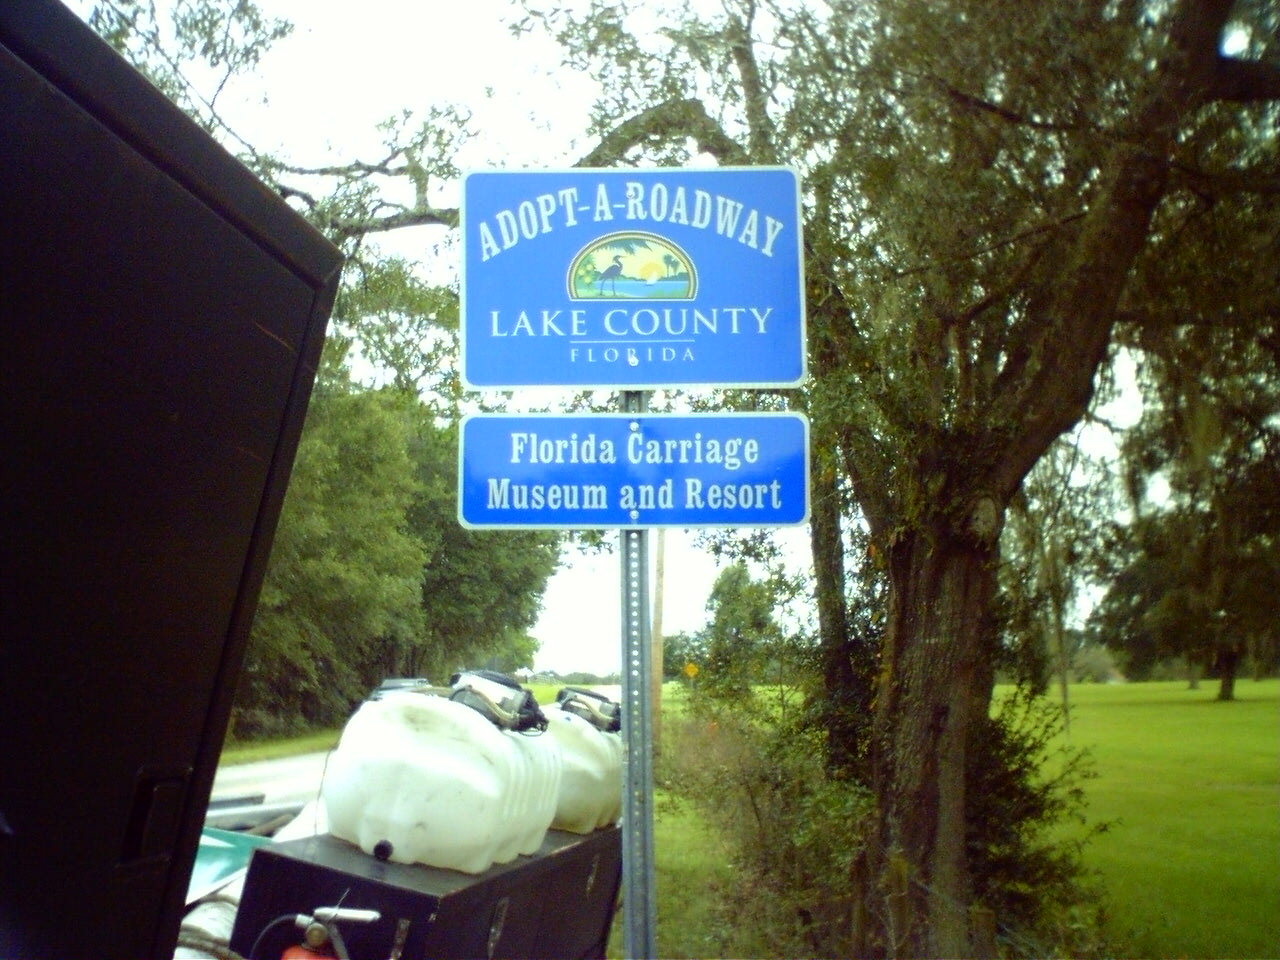 ADOPT-A-ROADWAY
LAKE COUNTY
FLORIDA
Florida Carriage
Museum and Resort